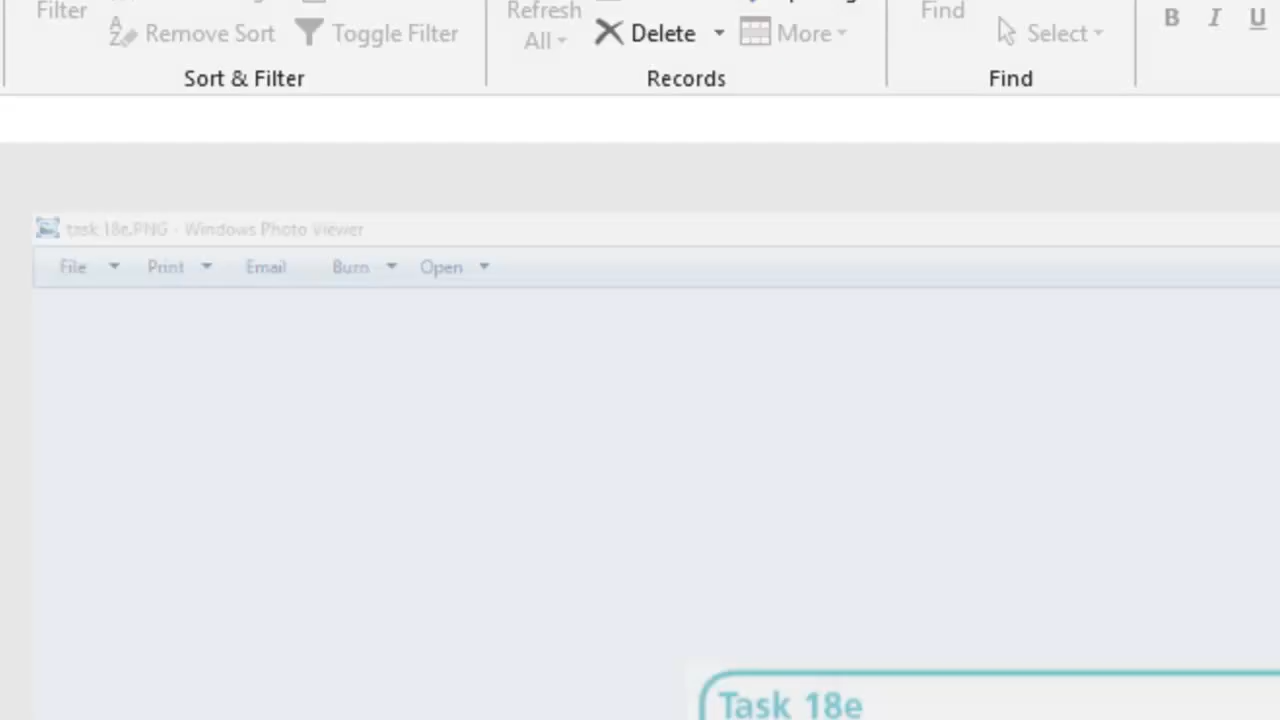 Filter
Refresh
Find
Remove Sort
Toggle Filter
All
Delete
More
Select
B I U
Sort & Filter
Records
Find
task 18e.PNG - Windows Photo Viewer
File Print Email Burn Open
Task 18e